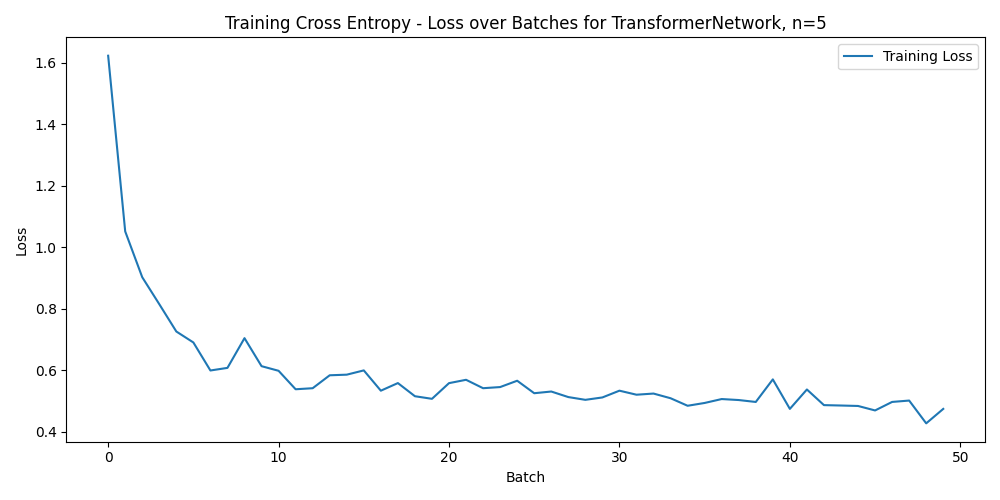 Training Cross Entropy - Loss over Batches for TransformerNetwork, n=5
Training Loss
Loss
1.6
1.4
1.2
1.0
0.8
0.6
0.4
0 10 20 30 40 50
Batch